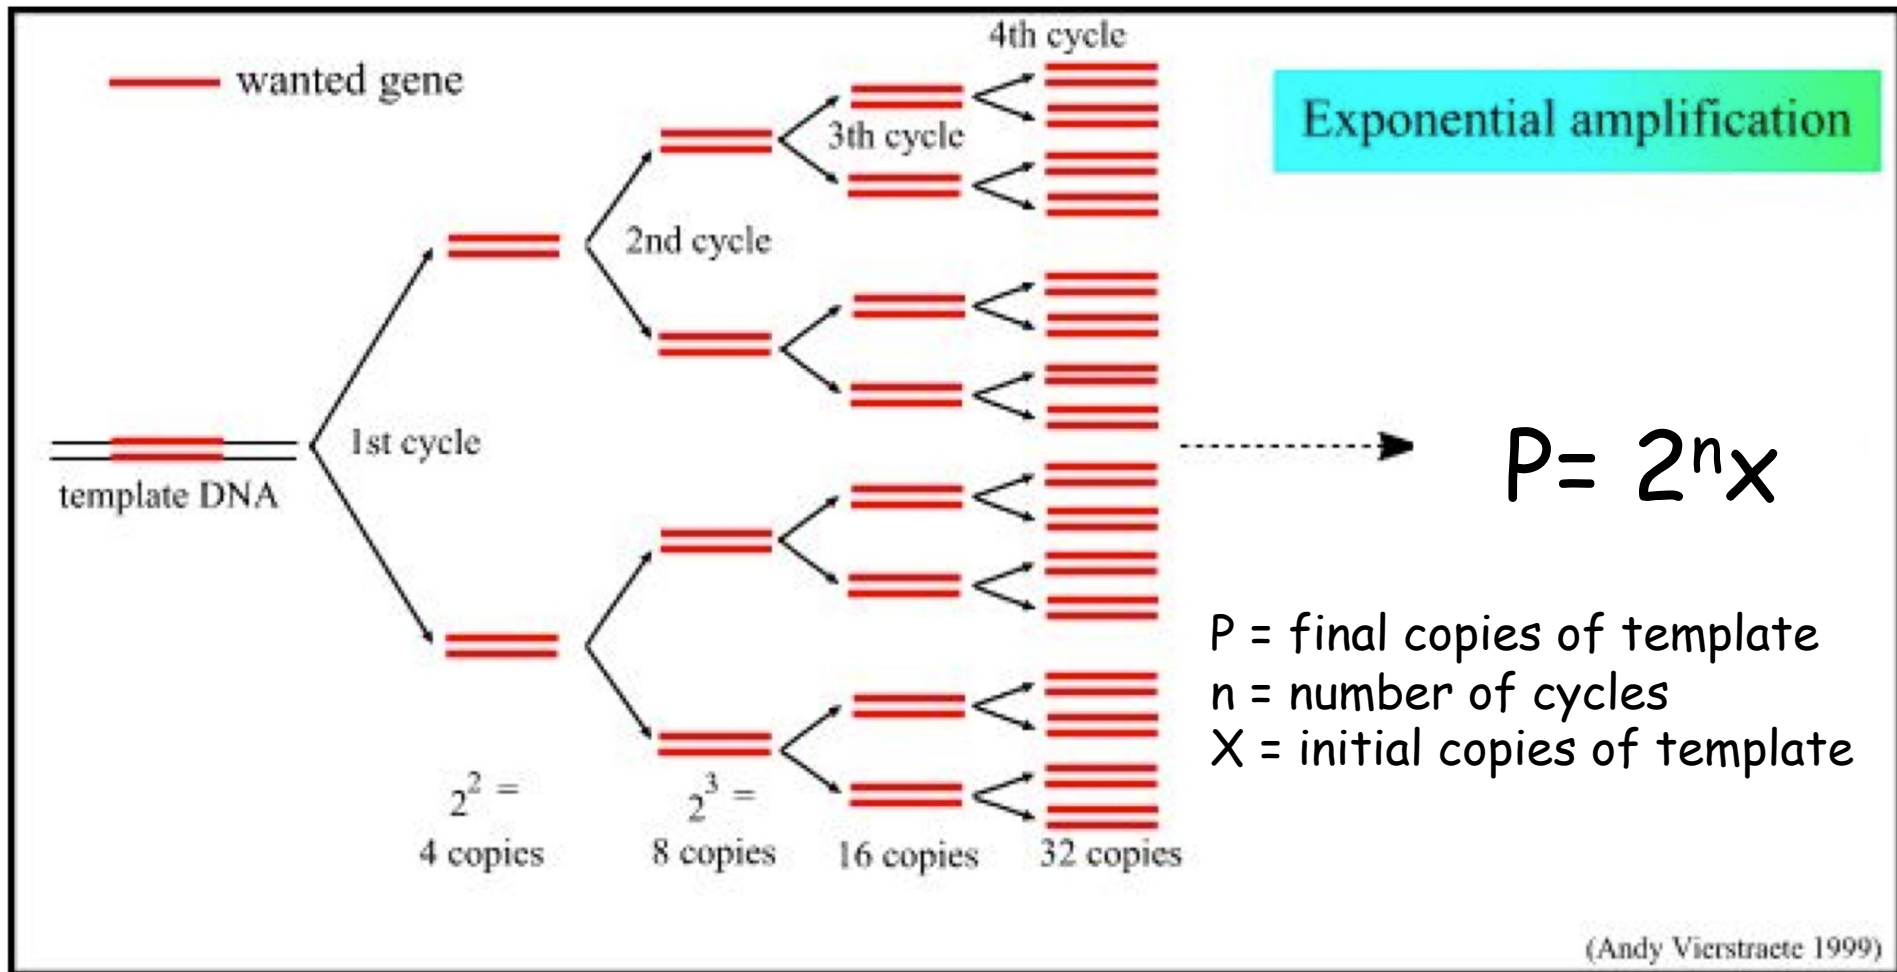 4th cycle
wanted gene
Exponential amplification
3th cycle
2nd cycle
1st cycle
template DNA
P= 2ⁿx
P = final copies of template
n = number of cycles
X = initial copies of template
2² =
4 copies
2³ =
8 copies
16 copies
32 copies
(Andy Vierstraete 1999)